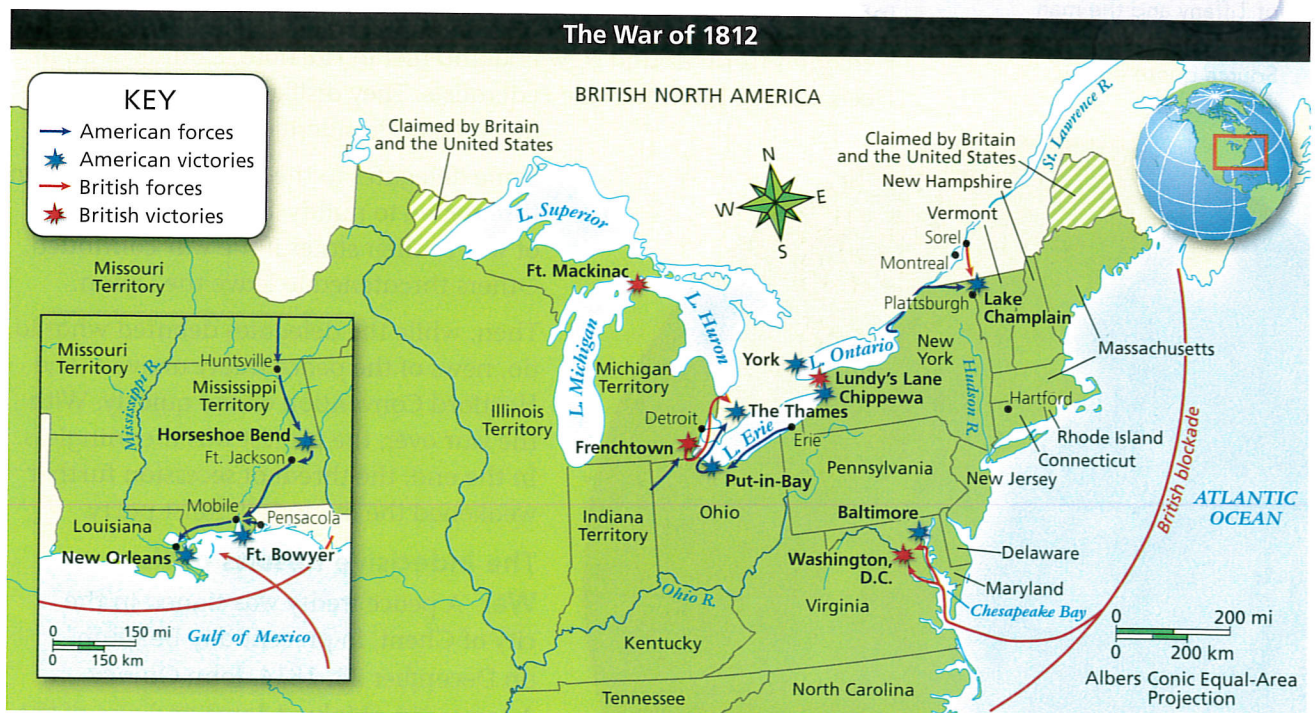 The War of 1812
KEY
American forces
American victories
British forces
British victories
BRITISH NORTH AMERICA
Claimed by Britain
and the United States
Claimed by Britain
and the United States
St. Lawrence R.
New Hampshire
Vermont
Sorel
Montreal
Plattsburgh
Lake
Champlain
L. Superior
Ft. Mackinac
L. Michigan
L. Huron
Missouri
Territory
Michigan
Territory
Illinois
Territory
York
L. Ontario
Lundy's Lane
Chippewa
New
York
Hudson R.
Massachusetts
Hartford
Rhode Island
Connecticut
Detroit
The Thames
Frenchtown
L. Erie
Erie
Put-in-Bay
Pennsylvania
New Jersey
Indiana
Territory
Ohio
Baltimore
Washington,
D.C.
Delaware
Maryland
Chesapeake Bay
Virginia
Ohio R.
Kentucky
Tennessee
North Carolina
British blockade
ATLANTIC
OCEAN
N
W
E
S
Missouri
Territory
Mississippi R.
Huntsville
Mississippi
Territory
Horseshoe Bend
Ft. Jackson
Mobile
Pensacola
Louisiana
New Orleans
Ft. Bowyer
0 150 mi
0 150 km
Gulf of Mexico
0 200 mi
0 200 km
Albers Conic Equal-Area
Projection